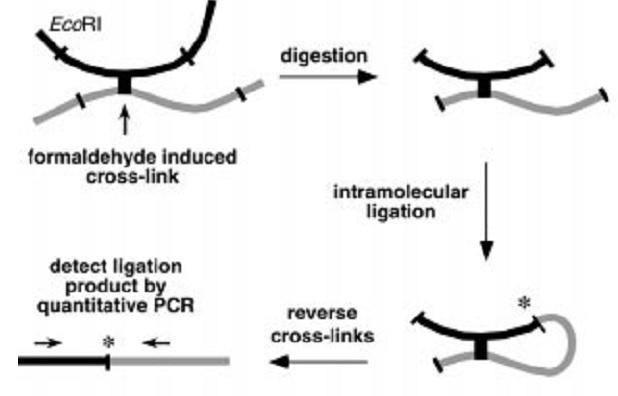 EcoRI
digestion
formaldehyde induced
cross-link
intramolecular
ligation
*
reverse
cross-links
detect ligation
product by
quantitative PCR
*